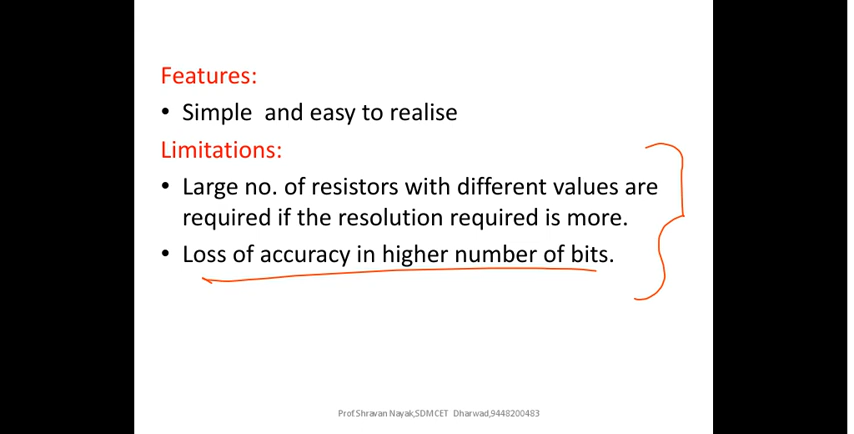 Features:
• Simple and easy to realise
Limitations:
• Large no. of resistors with different values are
required if the resolution required is more.
• Loss of accuracy in higher number of bits.
Prof.Shravan Nayak,SDMCET Dharwad,9448200483